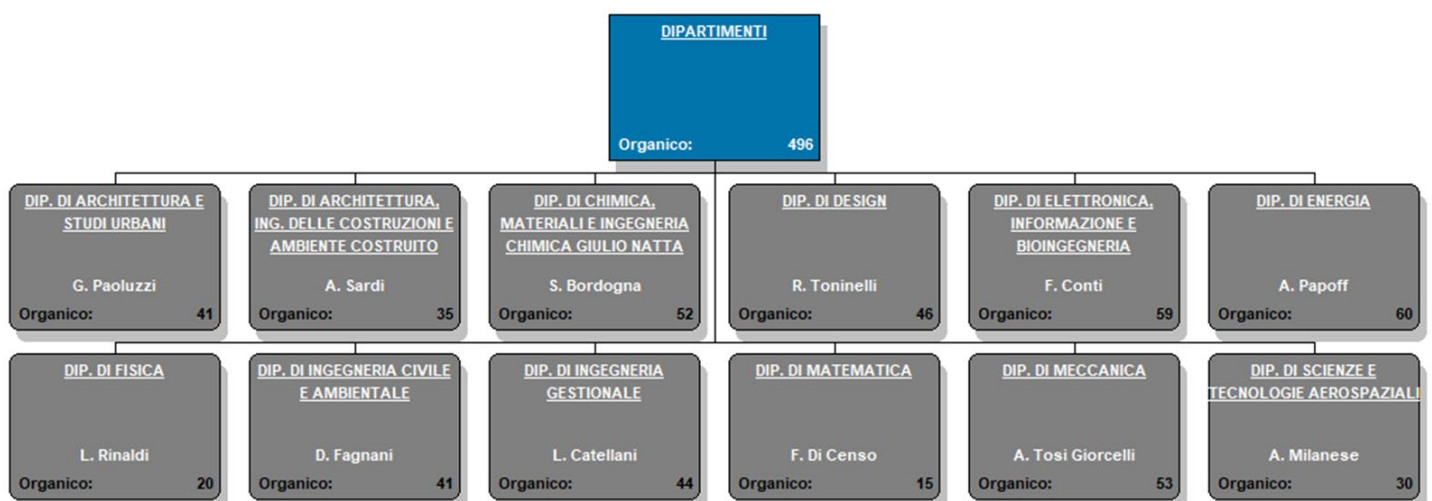 DIPARTIMENTI
Organico: 496
DIP. DI ARCHITETTURA E
STUDI URBANI
G. Paoluzzi
Organico: 41
DIP. DI ARCHITETTURA,
ING. DELLE COSTRUZIONI E
AMBIENTE COSTRUITO
A. Sardi
Organico: 35
DIP. DI CHIMICA,
MATERIALI E INGEGNERIA
CHIMICA GIULIO NATTA
S. Bordogna
Organico: 52
DIP. DI DESIGN
R. Toninelli
Organico: 46
DIP. DI ELETTRONICA,
INFORMAZIONE E
BIOINGEGNERIA
F. Conti
Organico: 59
DIP. DI ENERGIA
A. Papoff
Organico: 60
DIP. DI FISICA
L. Rinaldi
Organico: 20
DIP. DI INGEGNERIA CIVILE
E AMBIENTALE
D. Fagnani
Organico: 41
DIP. DI INGEGNERIA
GESTIONALE
L. Catellani
Organico: 44
DIP. DI MATEMATICA
F. Di Censo
Organico: 15
DIP. DI MECCANICA
A. Tosi Giorcelli
Organico: 53
DIP. DI SCIENZE E
TECNOLOGIE AEROSPAZIALI
A. Milanese
Organico: 30